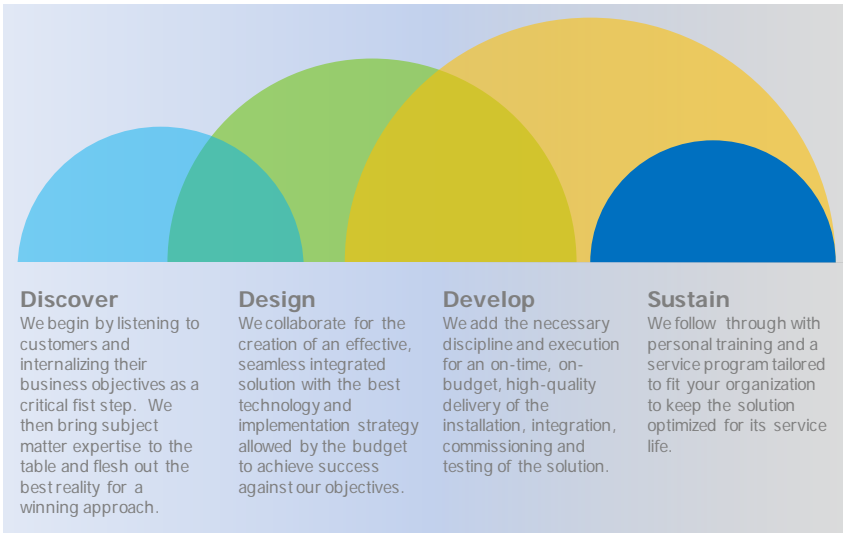 Discover
We begin by listening to
customers and
internalizing their
business objectives as a
critical fist step. We
then bring subject
matter expertise to the
table and flesh out the
best reality for a
winning approach.
Design
We collaborate for the
creation of an effective,
seamless integrated
solution with the best
technology and
implementation strategy
allowed by the budget
to achieve success
against our objectives.
Develop
We add the necessary
discipline and execution
for an on-time, on-
budget, high-quality
delivery of the
installation, integration,
commissioning and
testing of the solution.
Sustain
We follow through with
personal training and a
service program tailored
to fit your organization
to keep the solution
optimized for its service
life.